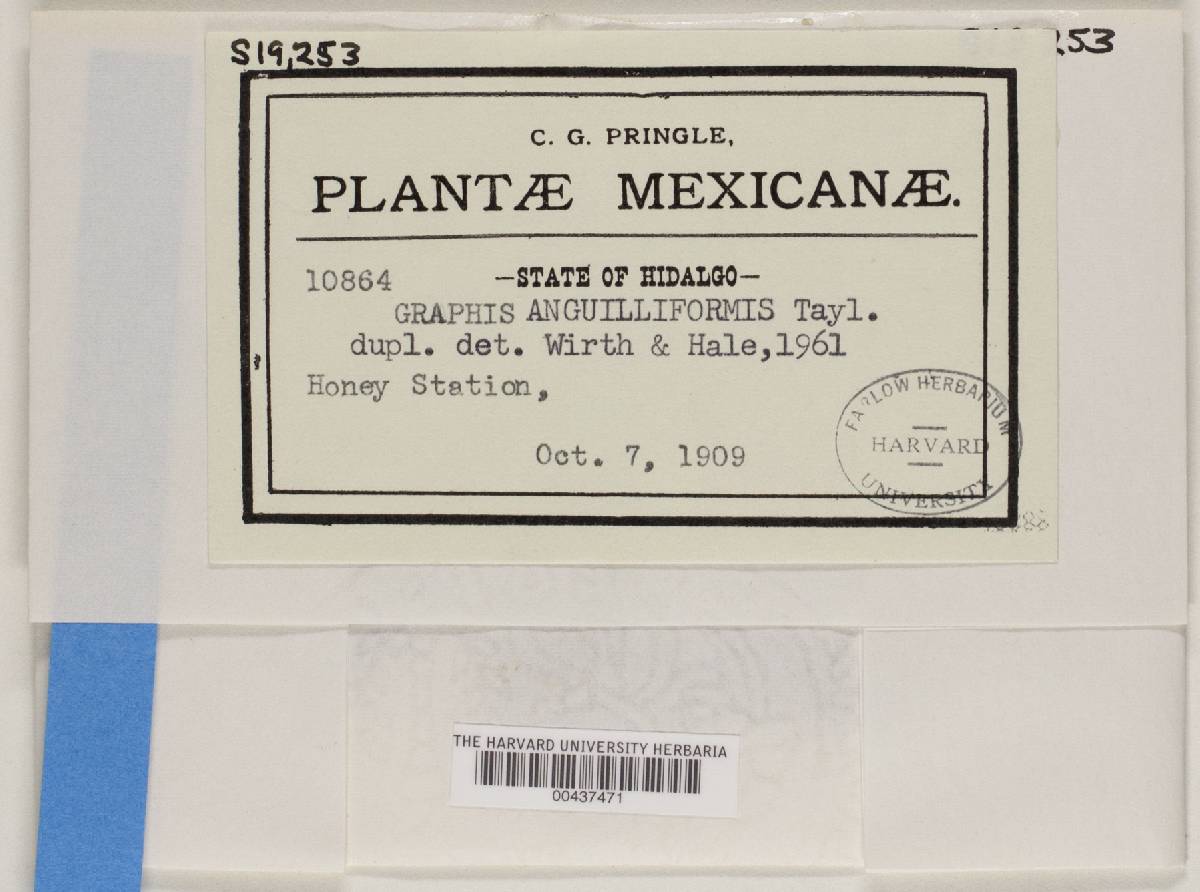 S19,253
253
C. G. PRINGLE,
PLANTÆ MEXICANÆ.
10864 —STATE OF HIDALGO—
GRAPHIS ANGUILLIFORMIS Tayl.
dupl. det. Wirth & Hale,1961
Honey Station,
Oct. 7, 1909
FARLOW HERBARIUM
HARVARD
UNIVERSITY
THE HARVARD UNIVERSITY HERBARIA
00437471